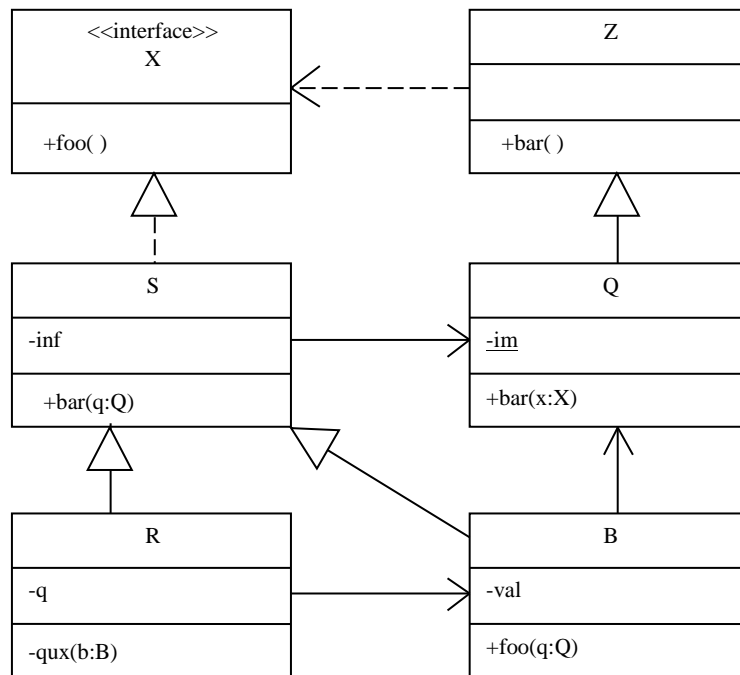 <<interface>>
X
+foo( )
Z
+bar( )
S
-inf
+bar(q:Q)
Q
-im
+bar(x:X)
R
-q
-qux(b:B)
B
-val
+foo(q:Q)